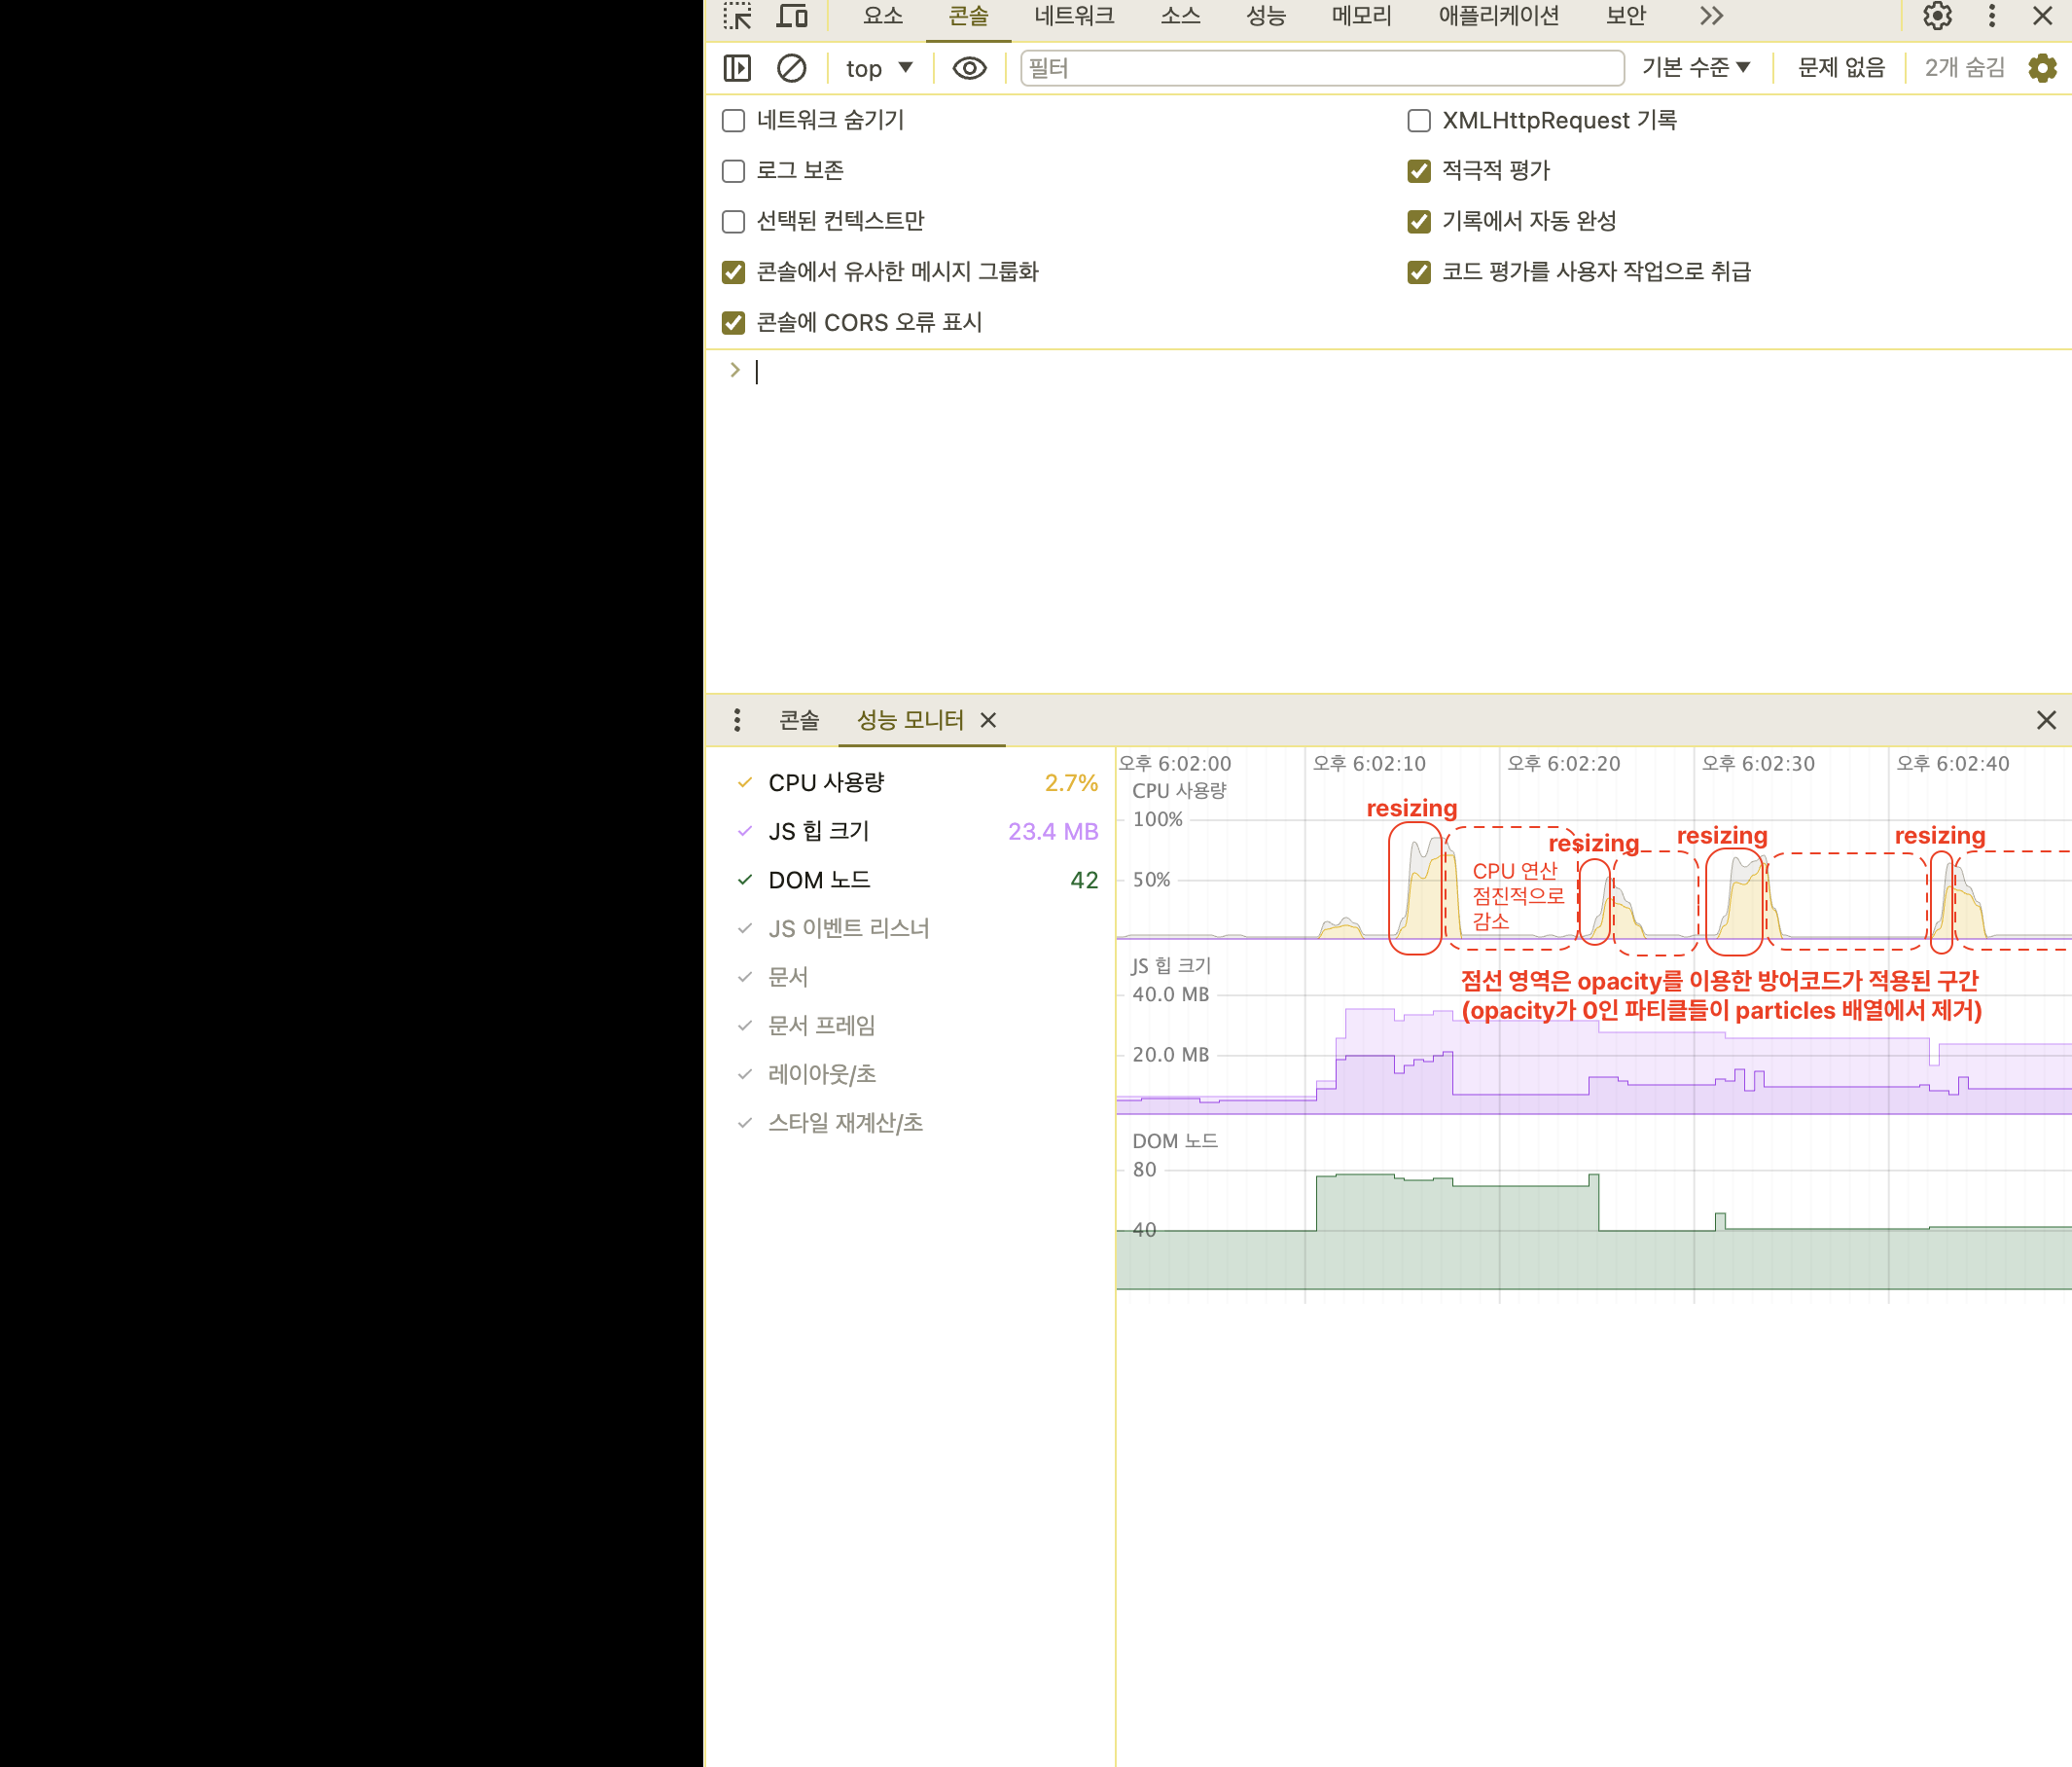 요소 콘솔 네트워크 소스 성능 메모리 애플리케이션 보안
top 필터 기본 수준 문제 없음 2개 숨김
네트워크 숨기기 XMLHttpRequest 기록
로그 보존 적극적 평가
선택된 컨텍스트만 기록에서 자동 완성
콘솔에서 유사한 메시지 그룹화 코드 평가를 사용자 작업으로 취급
콘솔에 CORS 오류 표시
콘솔 성능 모니터
CPU 사용량 2.7%
JS 힙 크기 23.4 MB
DOM 노드 42
JS 이벤트 리스너
문서
문서 프레임
레이아웃/초
스타일 재계산/초
오후 6:02:00 오후 6:02:10 오후 6:02:20 오후 6:02:30 오후 6:02:40
CPU 사용량
100%
50%
resizing
resizing
resizing
resizing
CPU 연산
점진적으로
감소
JS 힙 크기
40.0 MB
20.0 MB
점선 영역은 opacity를 이용한 방어코드가 적용된 구간
(opacity가 0인 파티클들이 particles 배열에서 제거)
DOM 노드
80
40